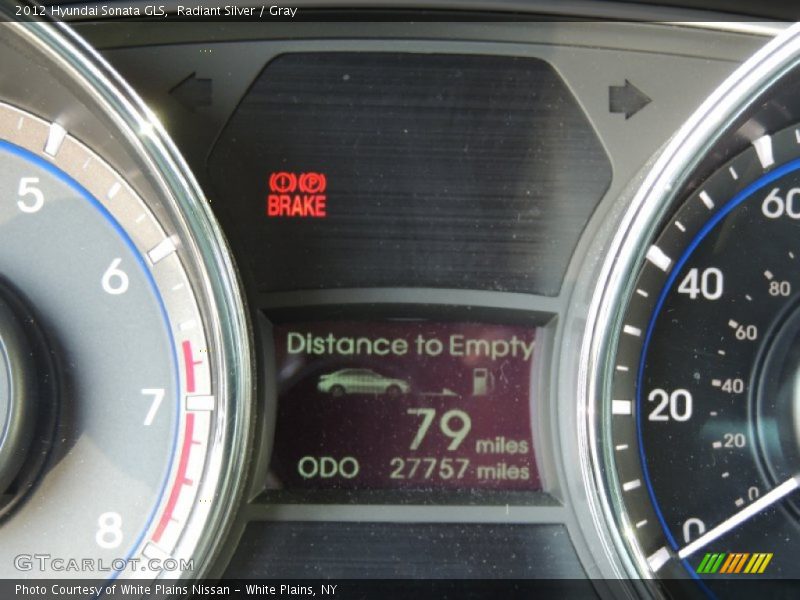 2012 Hyundai Sonata GLS, Radiant Silver / Gray
5
6
7
8
! P
BRAKE
Distance to Empty
79 miles
ODO 27757 miles
60
40
20
0
80
60
40
20
0
GTCARLOT.COM
Photo Courtesy of White Plains Nissan - White Plains, NY